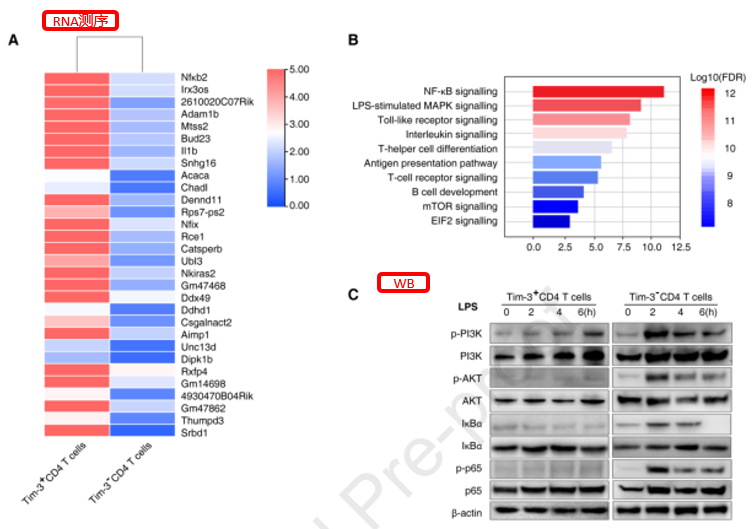 RNA测序
A
Nfkb2
Irx3os
2610020C07Rik
Adam1b
Mtss2
Bud23
Il1b
Snhg16
Acaca
Chadl
Dennd11
Rps7-ps2
Nfix
Rce1
Catsperb
Ubl3
Nkiras2
Gm47468
Ddx49
Ddhd1
Csgalnact2
Aimp1
Unc13d
Dipk1b
Rxfp4
Gm14698
4930470B04Rik
Gm47862
Thumpd3
Srbd1
Tim-3+CD4 T cells
Tim-3-CD4 T cells
5.00
4.00
3.00
2.00
1.00
0.00
B
Log10(FDR)
NF-κB signalling
LPS-stimulated MAPK signalling
Toll-like receptor signalling
Interleukin signalling
T-helper cell differentiation
Antigen presentation pathway
T-cell receptor signalling
B cell development
mTOR signalling
EIF2 signalling
0.0 2.5 5.0 7.5 10.0 12.5
12
11
10
9
8
WB
C
Tim-3+CD4 T cells Tim-3-CD4 T cells
LPS 0 2 4 6(h) 0 2 4 6(h)
p-PI3K
PI3K
p-AKT
AKT
IκBα
IκBα
p-p65
p65
β-actin
l Pre-proof